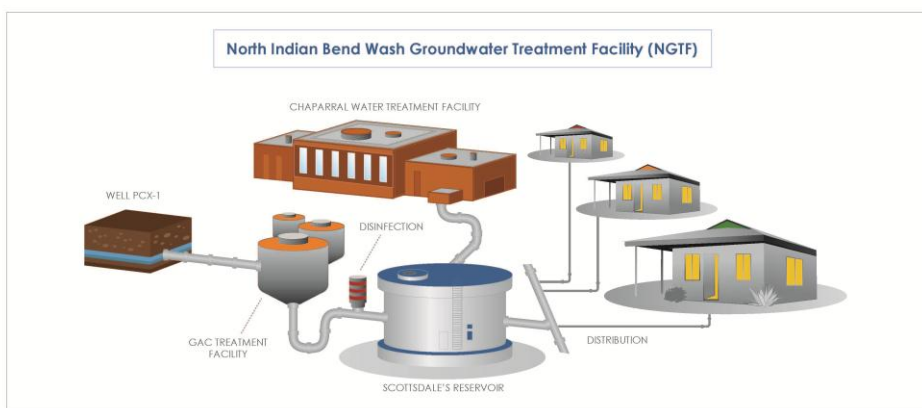 North Indian Bend Wash Groundwater Treatment Facility (NGTF)
CHAPARRAL WATER TREATMENT FACILITY
WELL PCX-1
DISINFECTION
GAC TREATMENT
FACILITY
DISTRIBUTION
SCOTTSDALE'S RESERVOIR